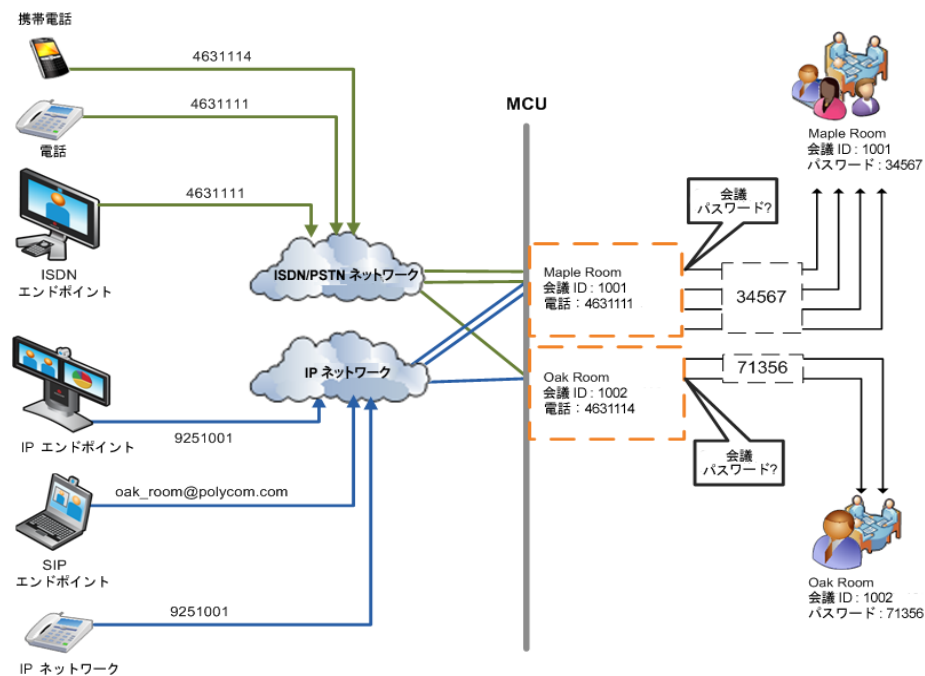 携帯電話
4631114
4631111
電話
4631111
ISDN
エンドポイント
ISDN/PSTN ネットワーク
IP ネットワーク
IP エンドポイント
9251001
oak_room@polycom.com
SIP
エンドポイント
9251001
IP ネットワーク
MCU
Maple Room
会議 ID : 1001
電話 : 4631111
Oak Room
会議 ID : 1002
電話 : 4631114
会議
パスワード?
34567
71356
会議
パスワード?
Maple Room
会議 ID : 1001
パスワード : 34567
Oak Room
会議 ID : 1002
パスワード : 71356